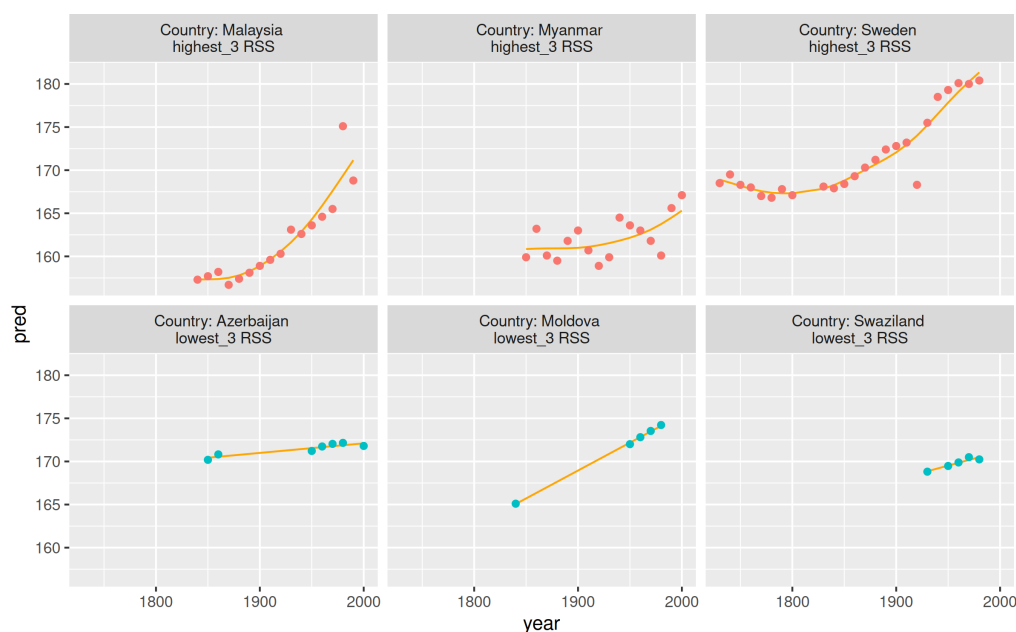 Country: Malaysia
highest_3 RSS
Country: Myanmar
highest_3 RSS
Country: Sweden
highest_3 RSS
180
175
170
165
160
pred
Country: Azerbaijan
lowest_3 RSS
Country: Moldova
lowest_3 RSS
Country: Swaziland
lowest_3 RSS
180
175
170
165
160
1800 1900 2000 1800 1900 2000 1800 1900 2000
year